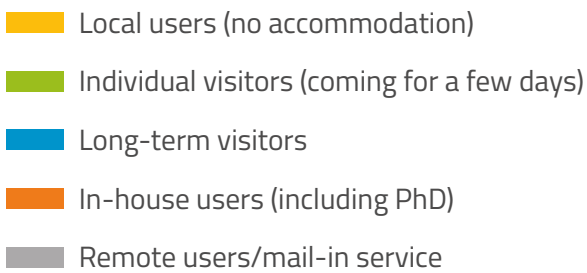 Local users (no accommodation)
Individual visitors (coming for a few days)
Long-term visitors
In-house users (including PhD)
Remote users/mail-in service